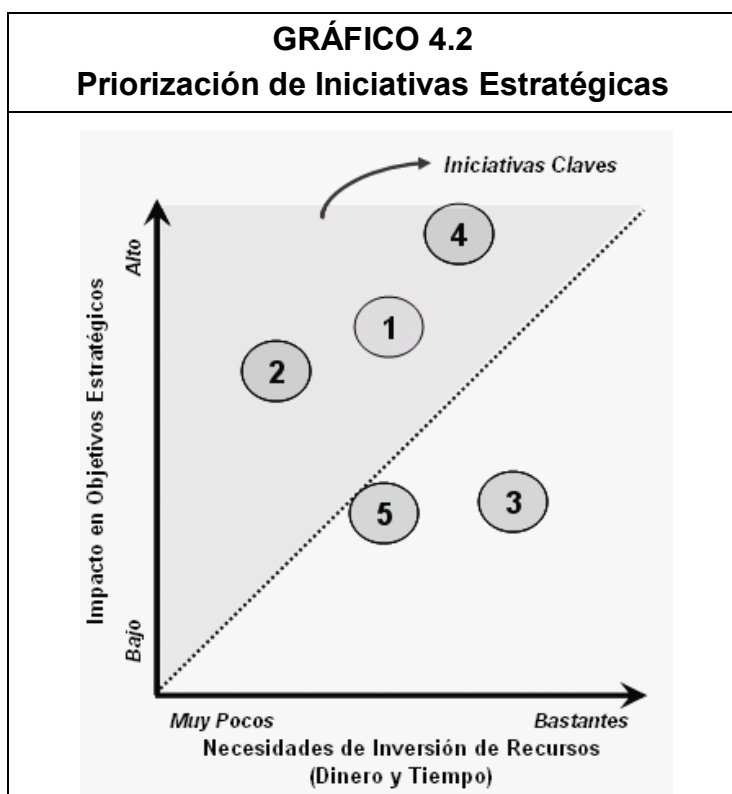 GRÁFICO 4.2
Priorización de Iniciativas Estratégicas
Iniciativas Claves
4
1
2
5
3
Alto
Impacto en Objetivos Estratégicos
Bajo
Muy Pocos
Bastantes
Necesidades de Inversión de Recursos
(Dinero y Tiempo)